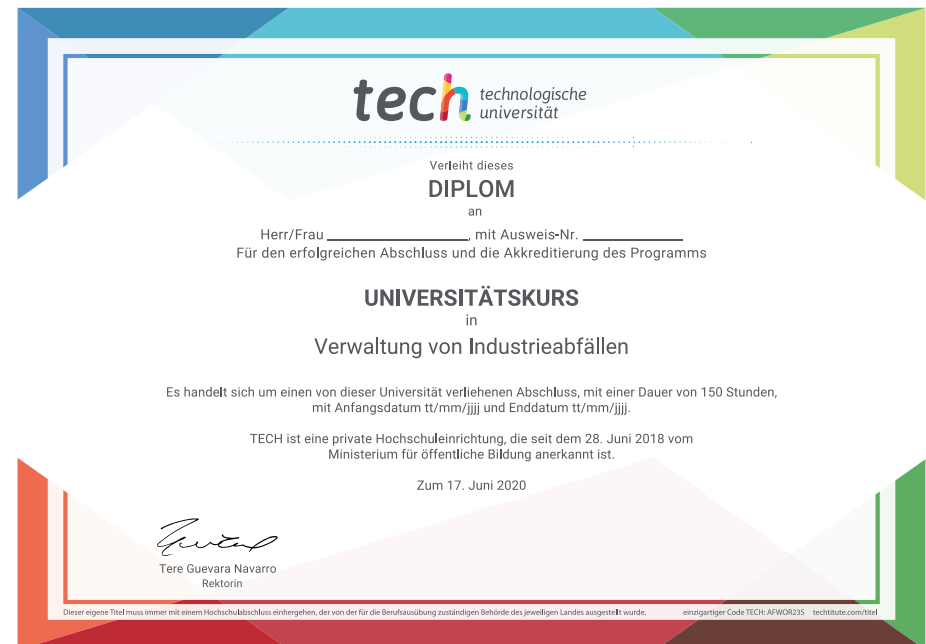 tech technologische
universität
Verleiht dieses
DIPLOM
an
Herr/Frau ____________________, mit Ausweis-Nr. ______________
Für den erfolgreichen Abschluss und die Akkreditierung des Programms
UNIVERSITÄTSKURS
in
Verwaltung von Industrieabfällen
Es handelt sich um einen von dieser Universität verliehenen Abschluss, mit einer Dauer von 150 Stunden,
mit Anfangsdatum tt/mm/jjjj und Enddatum tt/mm/jjjj.
TECH ist eine private Hochschuleinrichtung, die seit dem 28. Juni 2018 vom
Ministerium für öffentliche Bildung anerkannt ist.
Zum 17. Juni 2020
Tere Guevara Navarro
Rektorin
Dieser eigene Titel muss immer mit einem Hochschulabschluss einhergehen, der von der für die Berufsausübung zuständigen Behörde des jeweiligen Landes ausgestellt wurde. einzigartiger Code TECH: AFWOR23S techtitute.com/titel